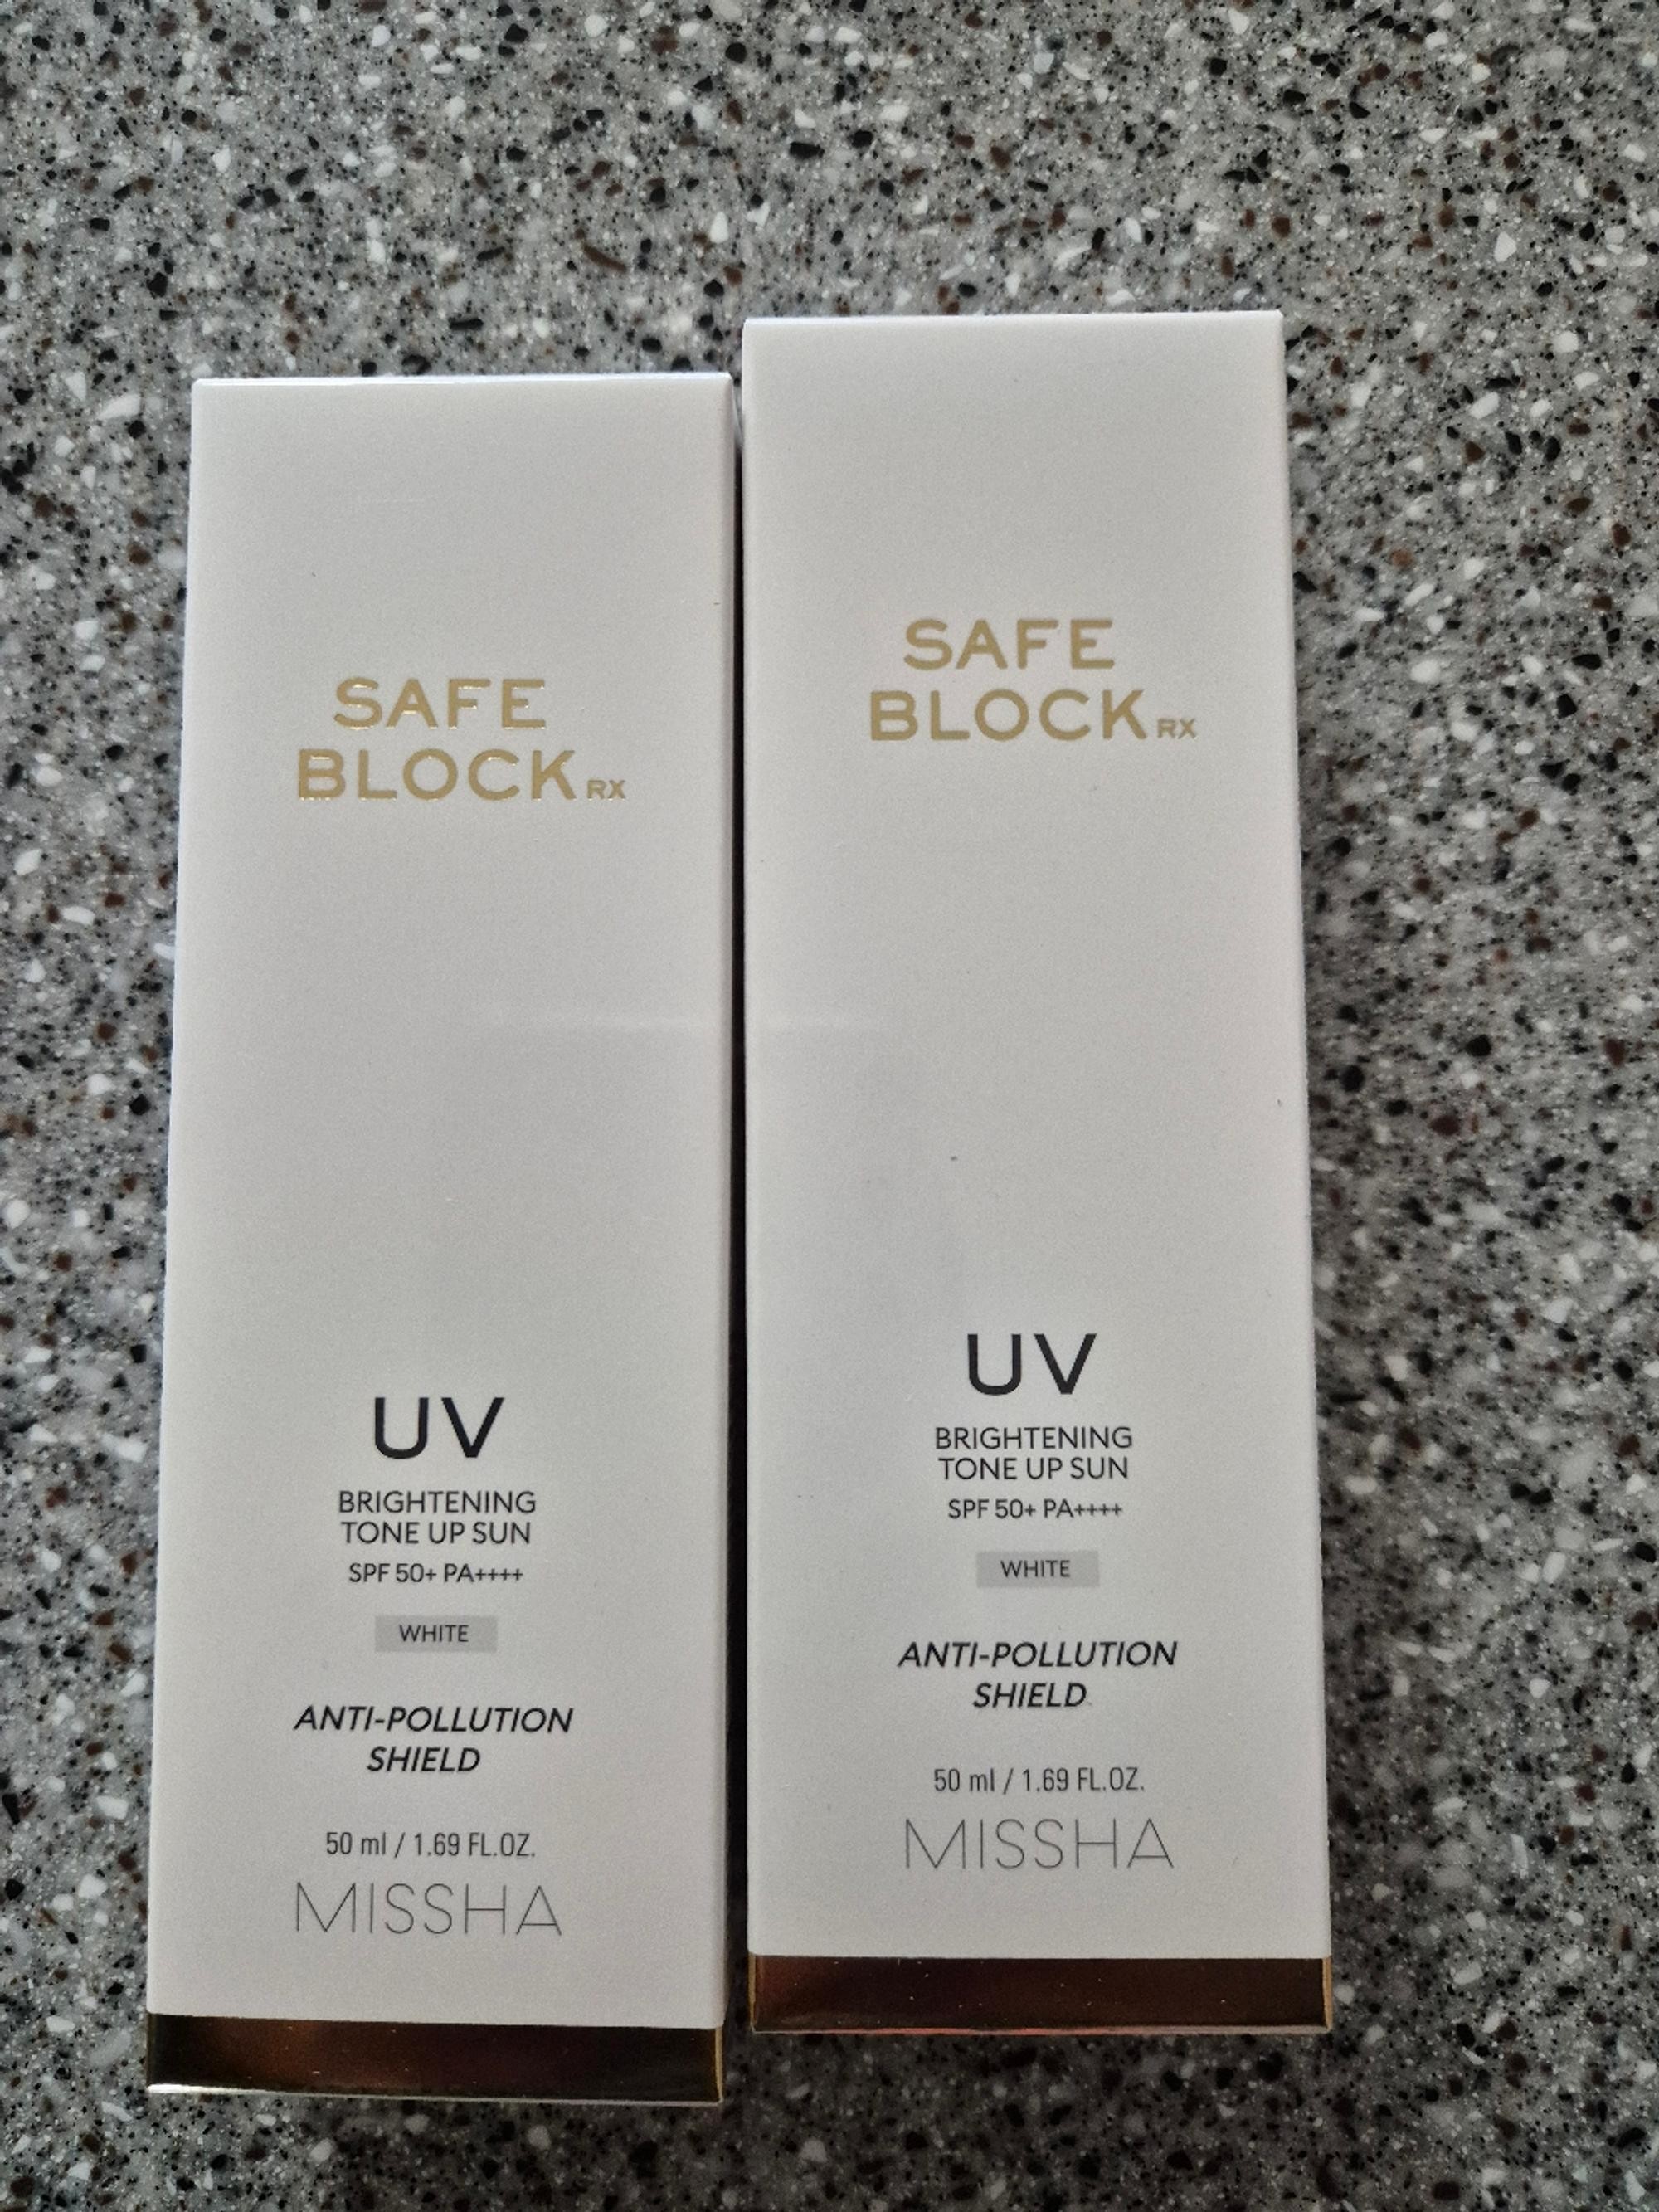 SAFE
BLOCK RX
UV
BRIGHTENING
TONE UP SUN
SPF 50+ PA++++
WHITE
ANTI-POLLUTION
SHIELD
50 ml / 1.69 FL.OZ.
MISSHA
SAFE
BLOCK RX
UV
BRIGHTENING
TONE UP SUN
SPF 50+ PA++++
WHITE
ANTI-POLLUTION
SHIELD
50 ml / 1.69 FL.OZ.
MISSHA